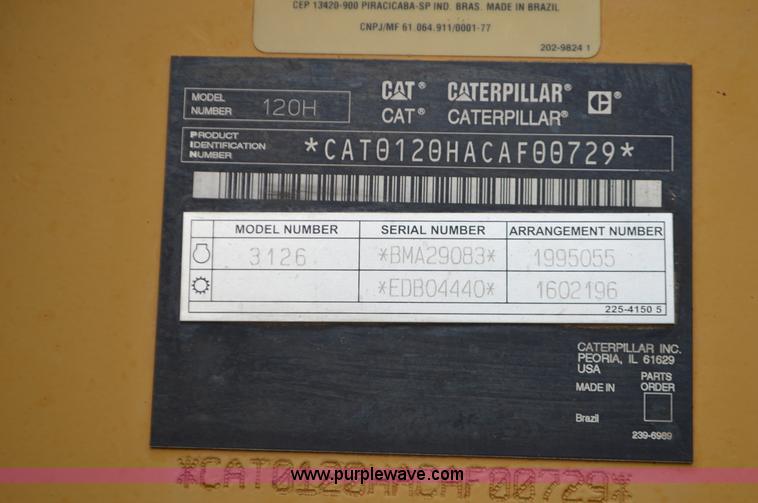 CEP 13420-900 PIRACICABA-SP IND. BRAS. MADE IN BRAZIL
CNPJ/MF 61.064.911/0001-77
202-9824 1
MODEL NUMBER 120H
CAT® CATERPILLAR®
CAT® CATERPILLAR®
PRODUCT IDENTIFICATION NUMBER *CAT0120HACAF00729*
MODEL NUMBER SERIAL NUMBER ARRANGEMENT NUMBER
3126 *BMA29083* 1995055
*EDB04440* 1602196
225-4150 5
CATERPILLAR INC.
PEORIA, IL 61629
USA
MADE IN PARTS ORDER
Brazil
239-6989
*CAT0120HACAF00729*
www.purplewave.com